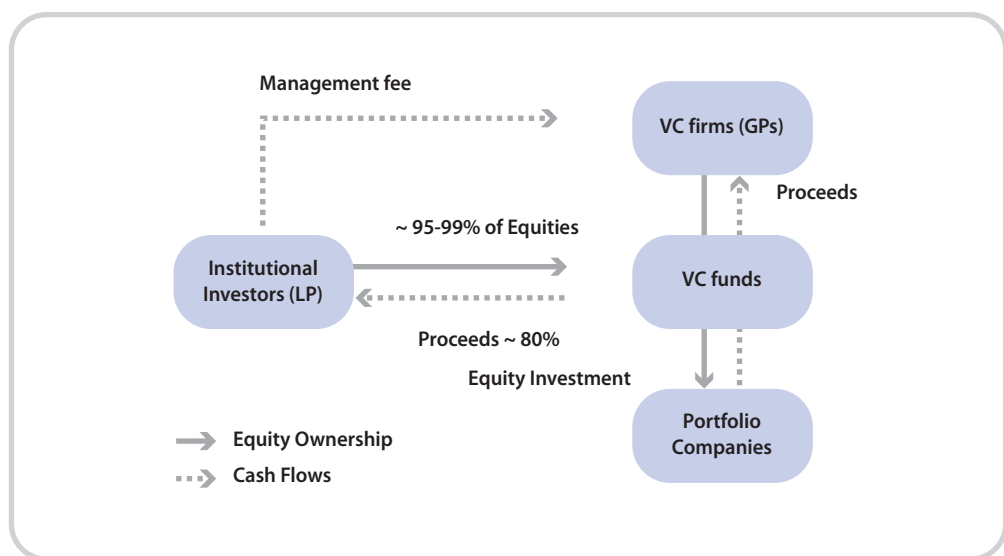 Management fee
VC firms (GPs)
Proceeds
~ 95-99% of Equities
Institutional
Investors (LP)
VC funds
Proceeds ~ 80%
Equity Investment
Portfolio
Companies
Equity Ownership
Cash Flows